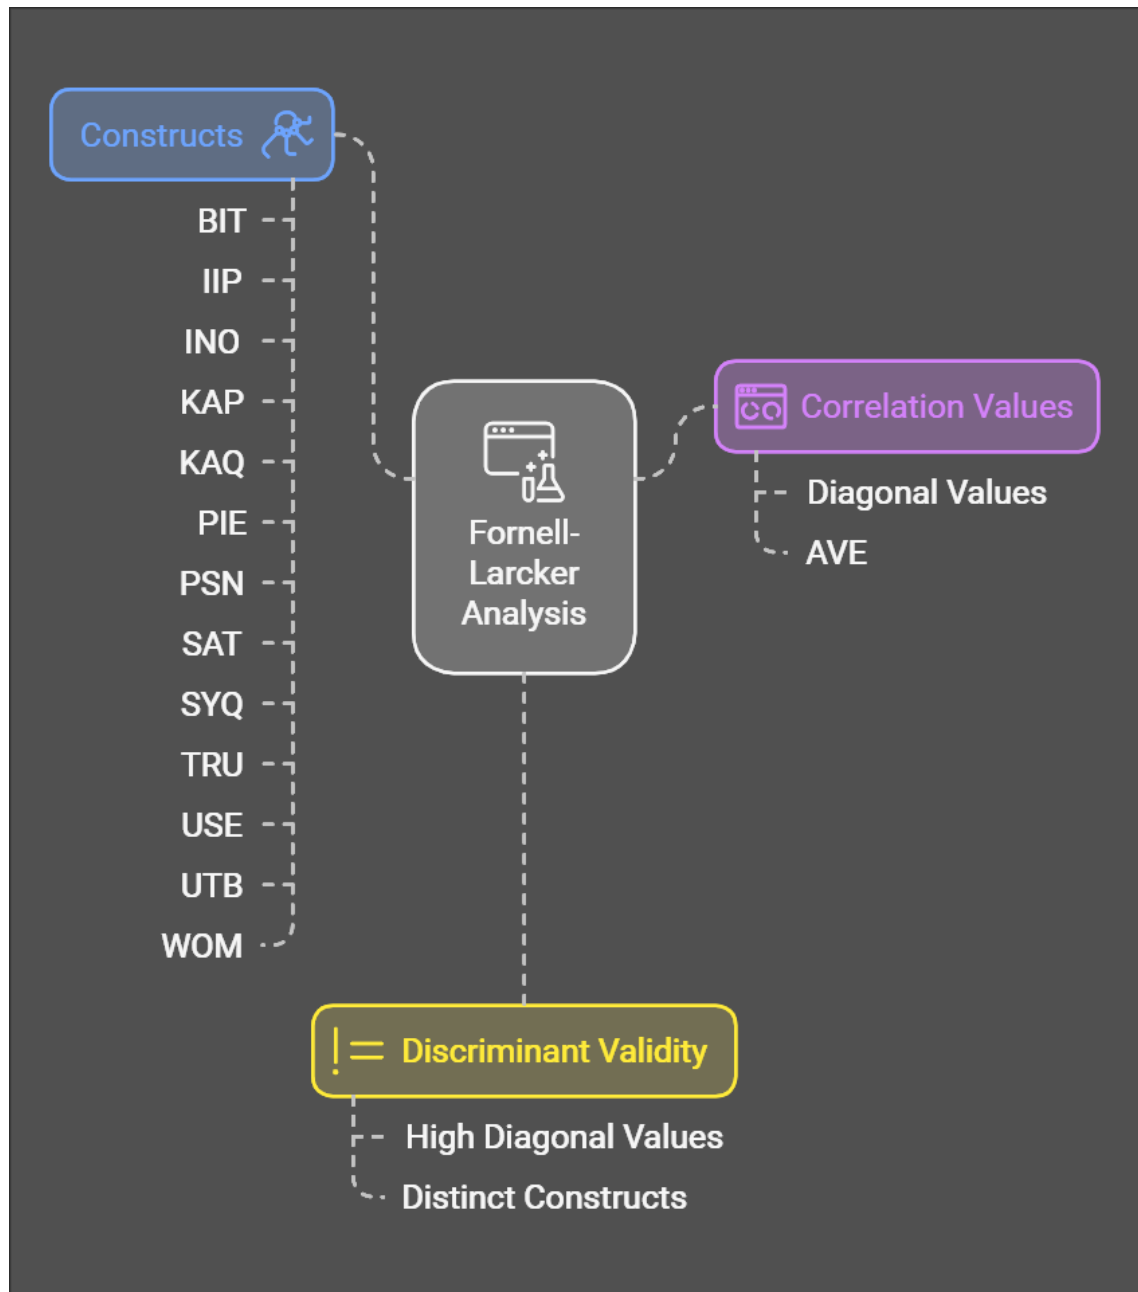 Constructs
BIT
IIP
INO
KAP
KAQ
PIE
PSN
SAT
SYQ
TRU
USE
UTB
WOM
Fornell-
Larcker
Analysis
Correlation Values
Diagonal Values
AVE
Discriminant Validity
High Diagonal Values
Distinct Constructs